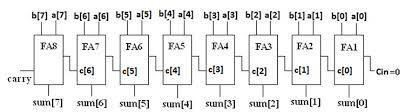 b[7] a[7] b[6] a[6] b[5] a[5] b[4] a[4] b[3] a[3] b[2] a[2] b[1] a[1] b[0] a[0]
FA8 FA7 FA6 FA5 FA4 FA3 FA2 FA1
carry c[6] c[5] c[4] c[3] c[2] c[1] c[0] Cin=0
sum[7] sum[6] sum[5] sum[4] sum[3] sum[2] sum[1] sum[0]